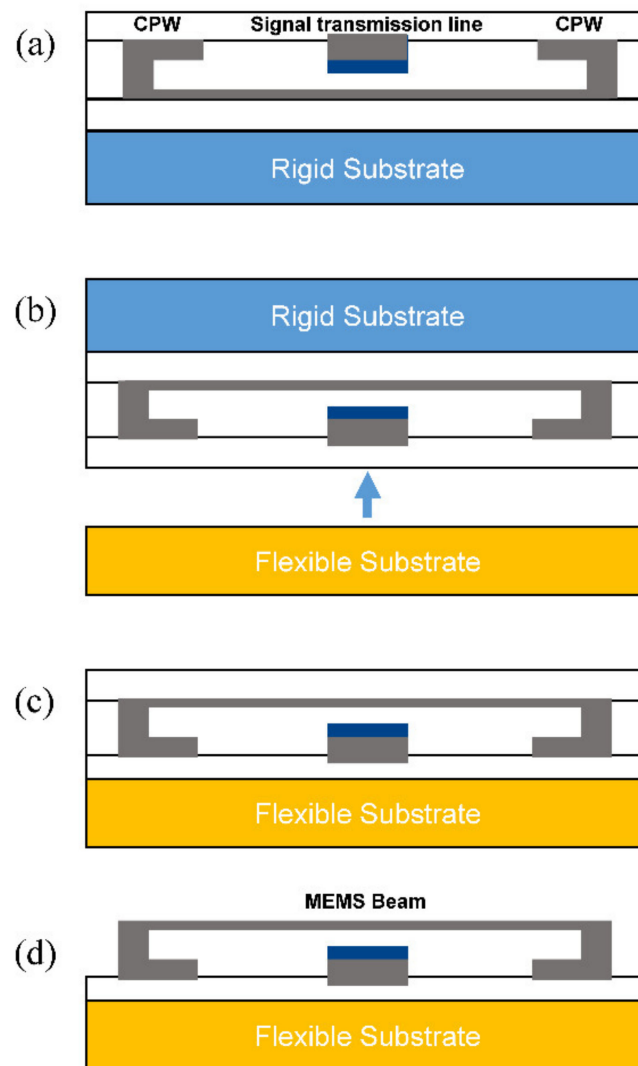 (a)
CPW Signal transmission line CPW
Rigid Substrate
(b)
Rigid Substrate
Flexible Substrate
(c)
Flexible Substrate
MEMS Beam
(d)
Flexible Substrate